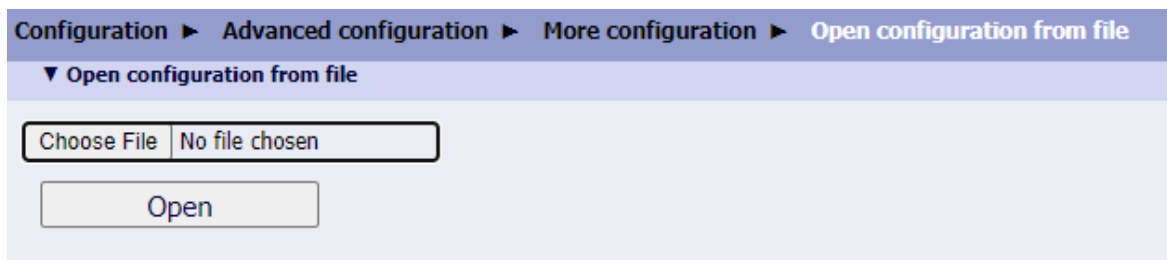 Configuration ► Advanced configuration ► More configuration ► Open configuration from file
▼ Open configuration from file
Choose File No file chosen
Open